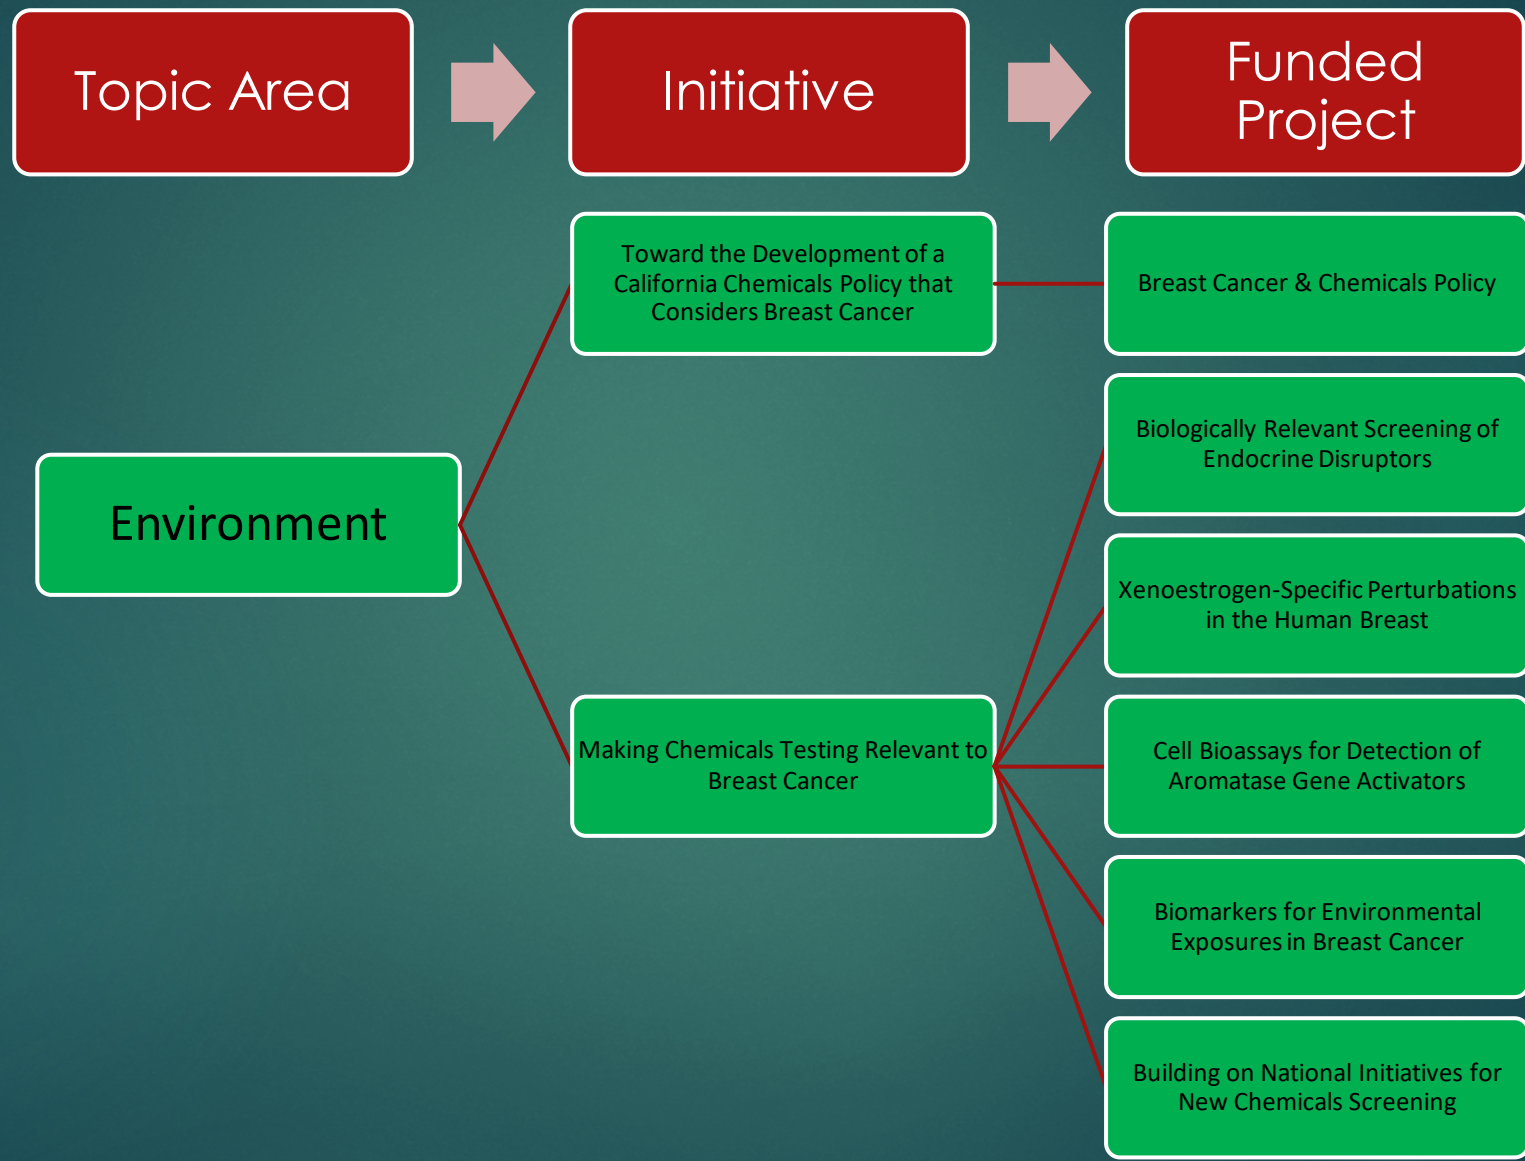 Topic Area
Initiative
Funded
Project
Toward the Development of a
California Chemicals Policy that
Considers Breast Cancer
Breast Cancer & Chemicals Policy
Biologically Relevant Screening of
Endocrine Disruptors
Environment
Xenoestrogen-Specific Perturbations
in the Human Breast
Making Chemicals Testing Relevant to
Breast Cancer
Cell Bioassays for Detection of
Aromatase Gene Activators
Biomarkers for Environmental
Exposures in Breast Cancer
Building on National Initiatives for
New Chemicals Screening